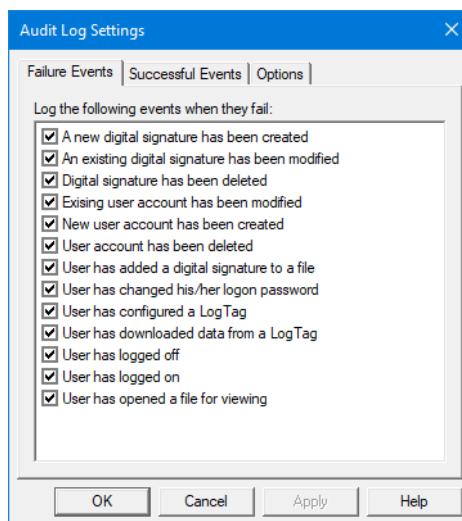 Audit Log Settings
Failure Events Successful Events Options
Log the following events when they fail:
A new digital signature has been created
An existing digital signature has been modified
Digital signature has been deleted
Exising user account has been modified
New user account has been created
User account has been deleted
User has added a digital signature to a file
User has changed his/her logon password
User has configured a LogTag
User has downloaded data from a LogTag
User has logged off
User has logged on
User has opened a file for viewing
OK Cancel Apply Help